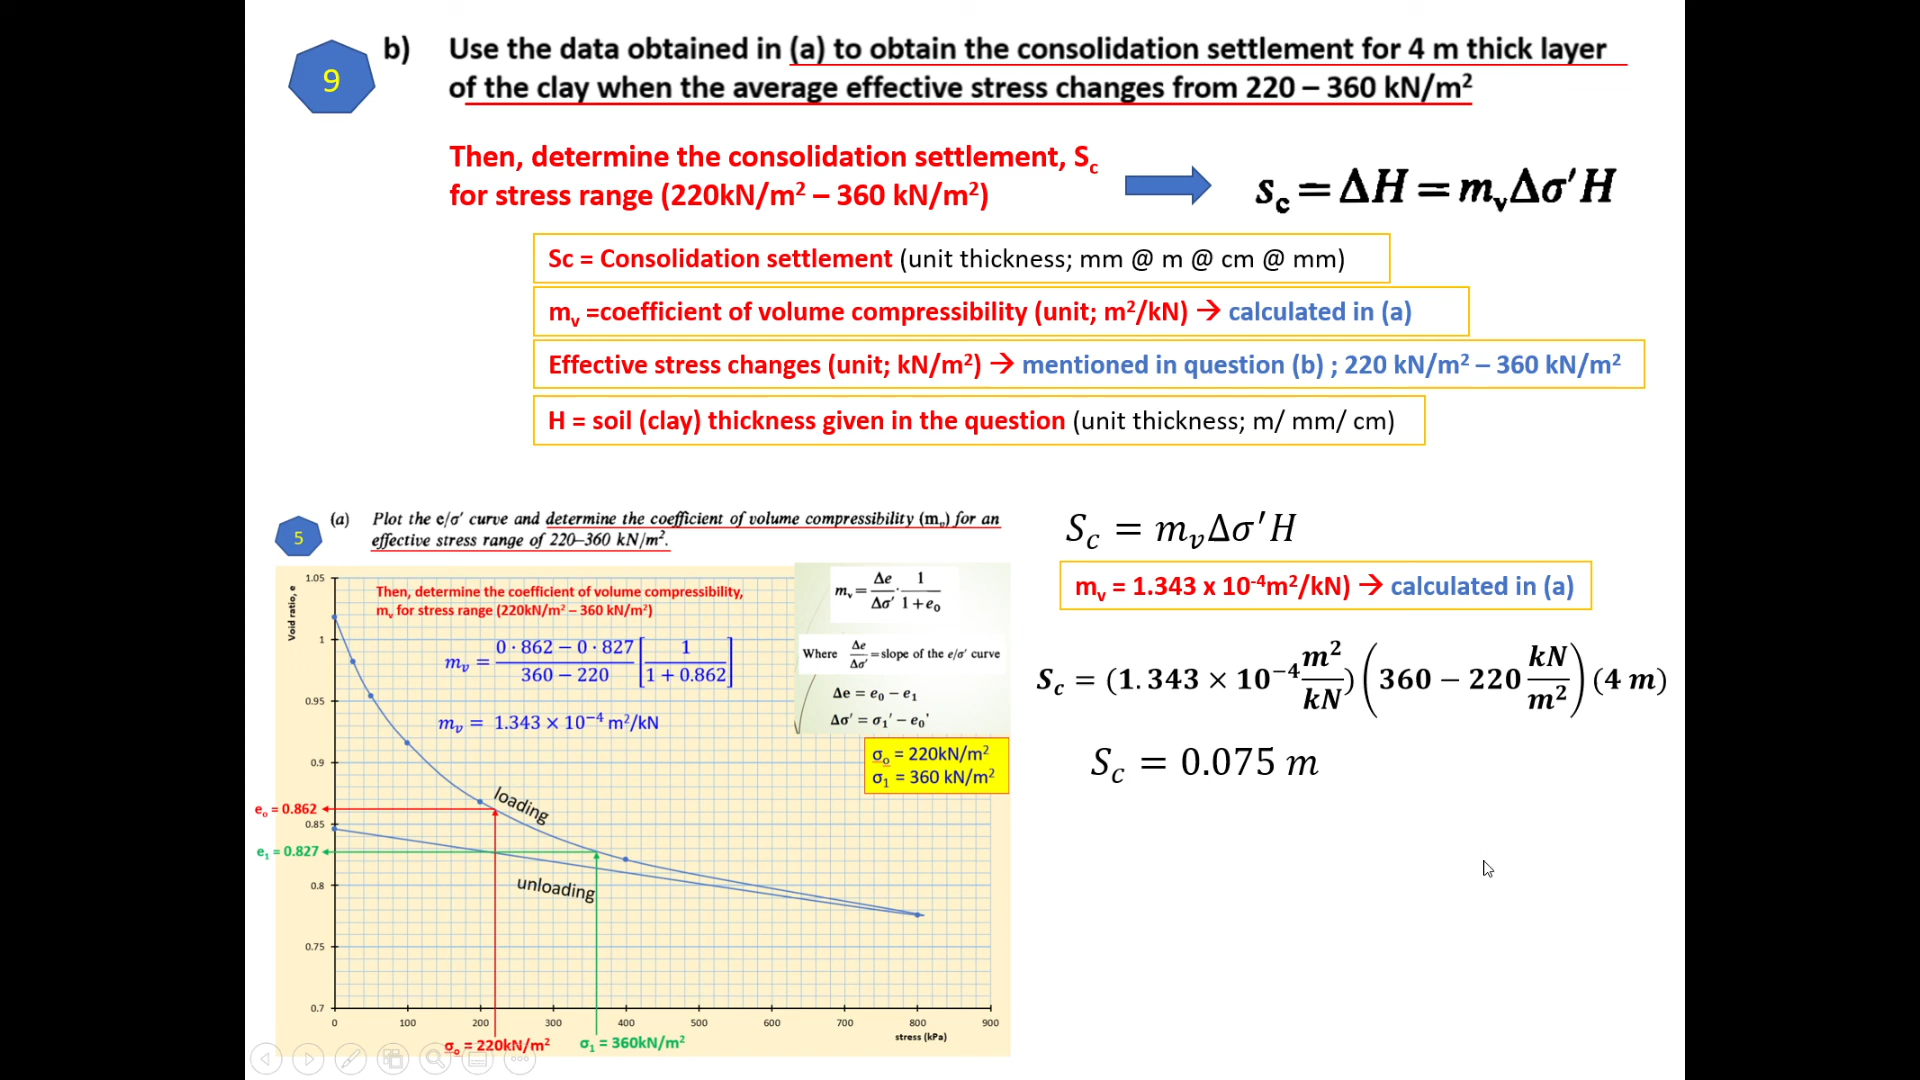 9
b) Use the data obtained in (a) to obtain the consolidation settlement for 4 m thick layer
of the clay when the average effective stress changes from 220 – 360 kN/m²
Then, determine the consolidation settlement, Sc
for stress range (220kN/m² – 360 kN/m²)
sc = ΔH = mvΔσ′H
Sc = Consolidation settlement (unit thickness; mm @ m @ cm @ mm)
mv =coefficient of volume compressibility (unit; m²/kN) → calculated in (a)
Effective stress changes (unit; kN/m²) → mentioned in question (b) ; 220 kN/m² – 360 kN/m²
H = soil (clay) thickness given in the question (unit thickness; m/ mm/ cm)
5
(a) Plot the e/σ′ curve and determine the coefficient of volume compressibility (mv) for an
effective stress range of 220–360 kN/m².
Then, determine the coefficient of volume compressibility,
mv for stress range (220kN/m² – 360 kN/m²)
mv = 0·862 − 0·827 / 360 − 220 [1 / 1 + 0.862]
mv = 1.343 × 10⁻⁴ m²/kN
mv = Δe/Δσ′ · 1/1+e₀
Where Δe/Δσ′ = slope of the e/σ′ curve
Δe = e₀ − e₁
Δσ′ = σ₁′ − e₀'
σo = 220kN/m²
σ1 = 360 kN/m²
Void ratio, e
1.05
1
0.95
0.9
0.85
0.8
0.75
0.7
eo = 0.862
e1 = 0.827
loading
unloading
0 100 200 300 400 500 600 700 800 900
stress (kPa)
σo = 220kN/m²
σ1 = 360kN/m²
Sc = mvΔσ′H
mv = 1.343 x 10⁻⁴m²/kN) → calculated in (a)
Sc = (1.343 × 10⁻⁴ m²/kN) (360 − 220 kN/m²) (4 m)
Sc = 0.075 m